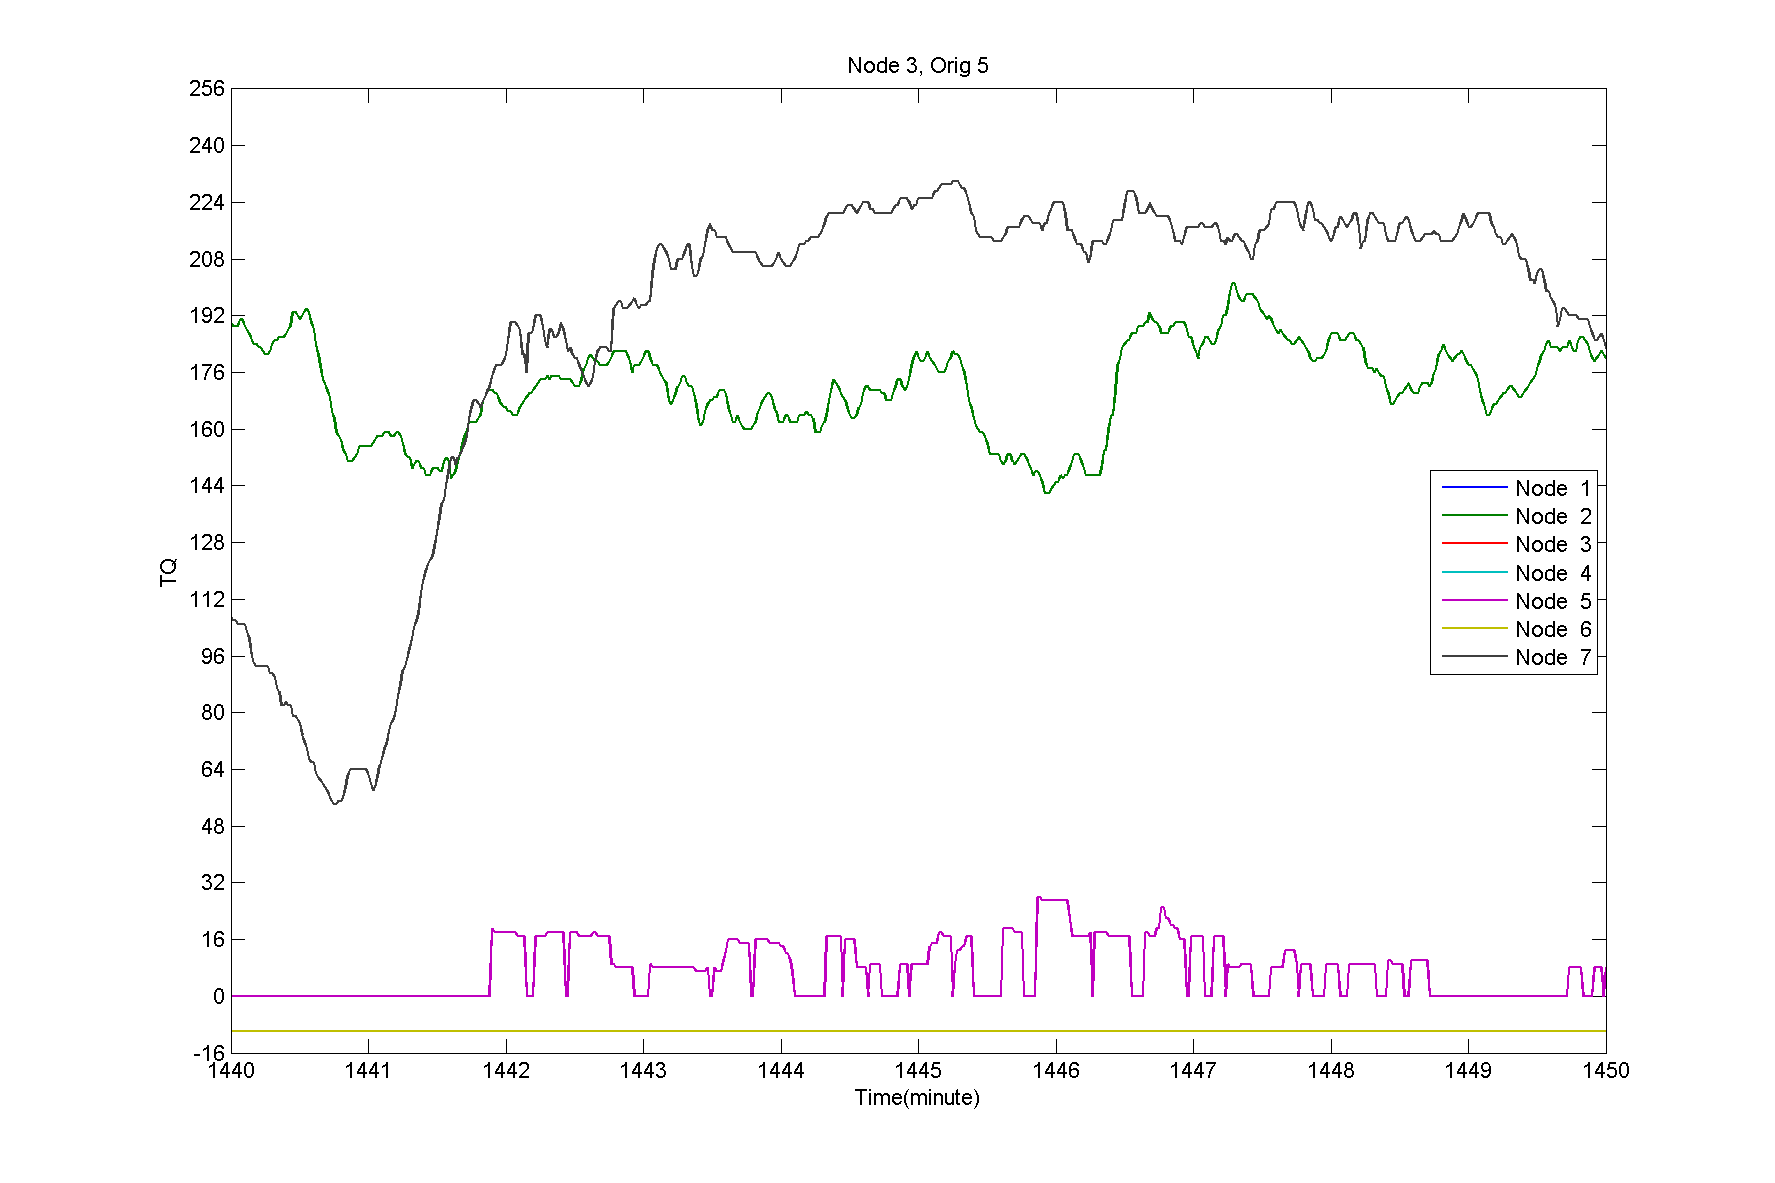 Node 3, Orig 5
256
240
224
208
192
176
160
144
128
112
96
80
64
48
32
16
0
-16
TQ
Node 1
Node 2
Node 3
Node 4
Node 5
Node 6
Node 7
1440 1441 1442 1443 1444 1445 1446 1447 1448 1449 1450
Time(minute)